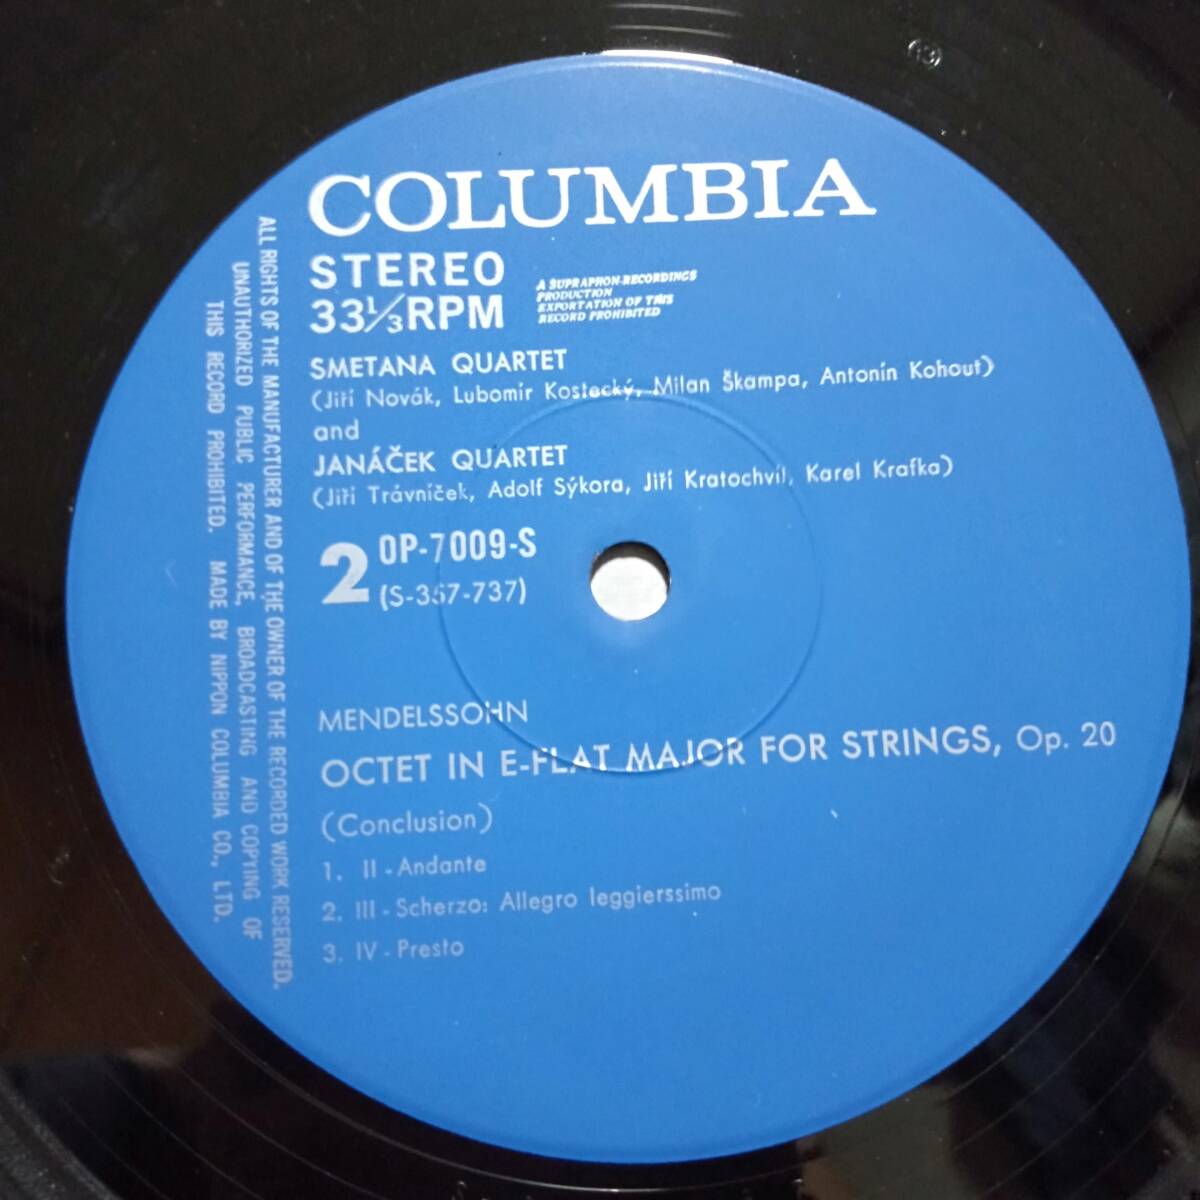 COLUMBIA
STEREO
33⅓RPM
A SUPRAPHON RECORDINGS
PRODUCTION
EXPORTATION OF THIS
RECORD PROHIBITED
SMETANA QUARTET
(Jiří Novák, Lubomír Kostecký, Milan Škampa, Antonín Kohout)
and
JANÁČEK QUARTET
(Jiří Trávníček, Adolf Sýkora, Jiří Kratochvíl, Karel Krafka)
2
OP-7009-S
(S-357-737)
MENDELSSOHN
OCTET IN E-FLAT MAJOR FOR STRINGS, Op. 20
(Conclusion)
1. II - Andante
2. III - Scherzo: Allegro leggierssimo
3. IV - Presto
ALL RIGHTS OF THE MANUFACTURER AND OF THE OWNER OF THE RECORDED WORK RESERVED.
UNAUTHORIZED PUBLIC PERFORMANCE, BROADCASTING AND COPYING OF
THIS RECORD PROHIBITED. MADE BY NIPPON COLUMBIA CO., LTD.